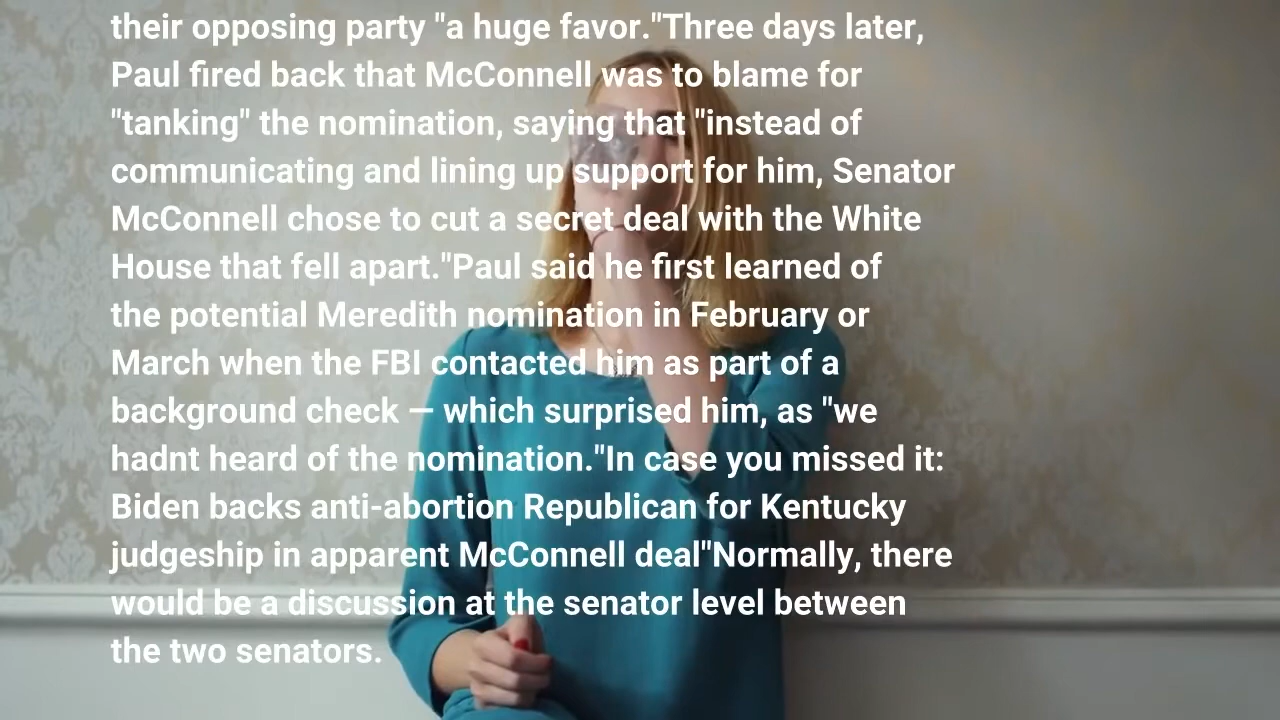 their opposing party "a huge favor."Three days later,
Paul fired back that McConnell was to blame for
"tanking" the nomination, saying that "instead of
communicating and lining up support for him, Senator
McConnell chose to cut a secret deal with the White
House that fell apart."Paul said he first learned of
the potential Meredith nomination in February or
March when the FBI contacted him as part of a
background check — which surprised him, as "we
hadnt heard of the nomination."In case you missed it:
Biden backs anti-abortion Republican for Kentucky
judgeship in apparent McConnell deal"Normally, there
would be a discussion at the senator level between
the two senators.